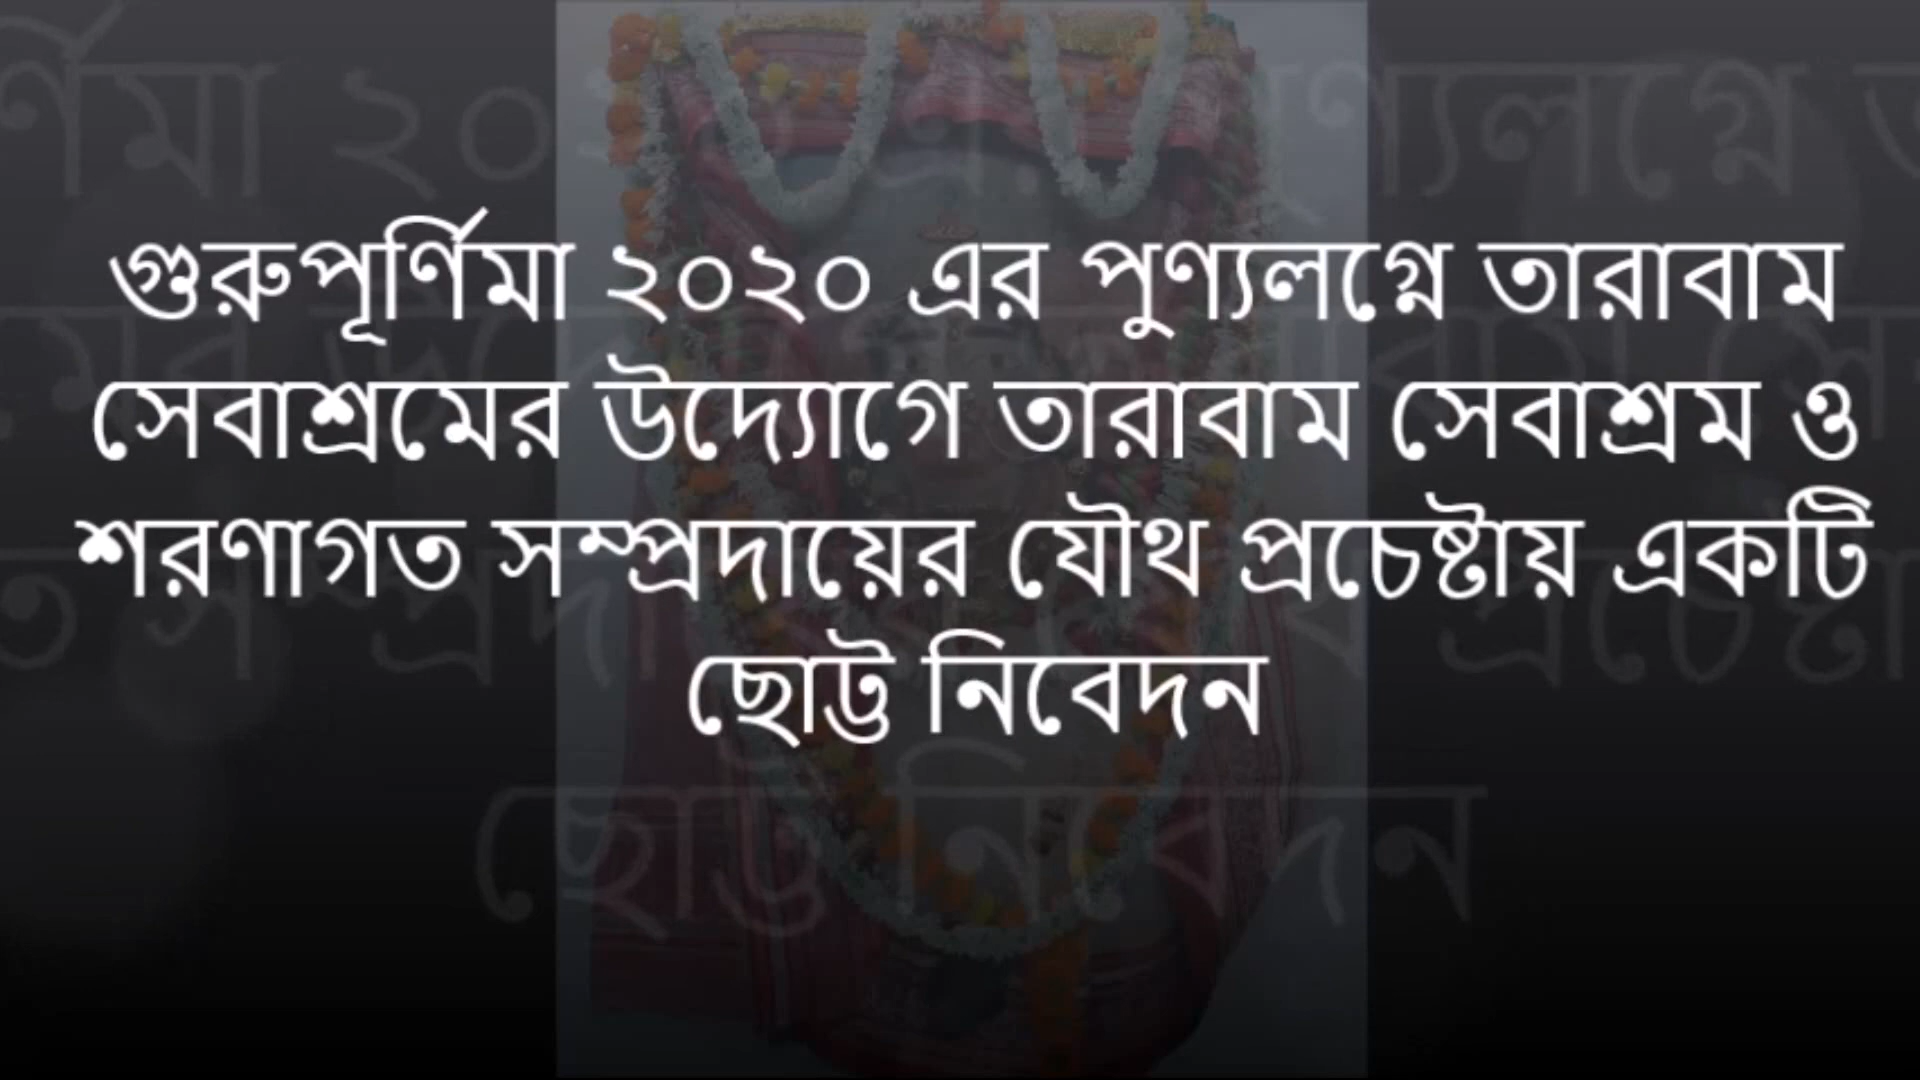 গুরুপূর্ণিমা ২০২০ এর পুণ্যলগ্নে তারাবাম
সেবাশ্রমের উদ্যোগে তারাবাম সেবাশ্রম ও
শরণাগত সম্প্রদায়ের যৌথ প্রচেষ্টায় একটি
ছোট্ট নিবেদন